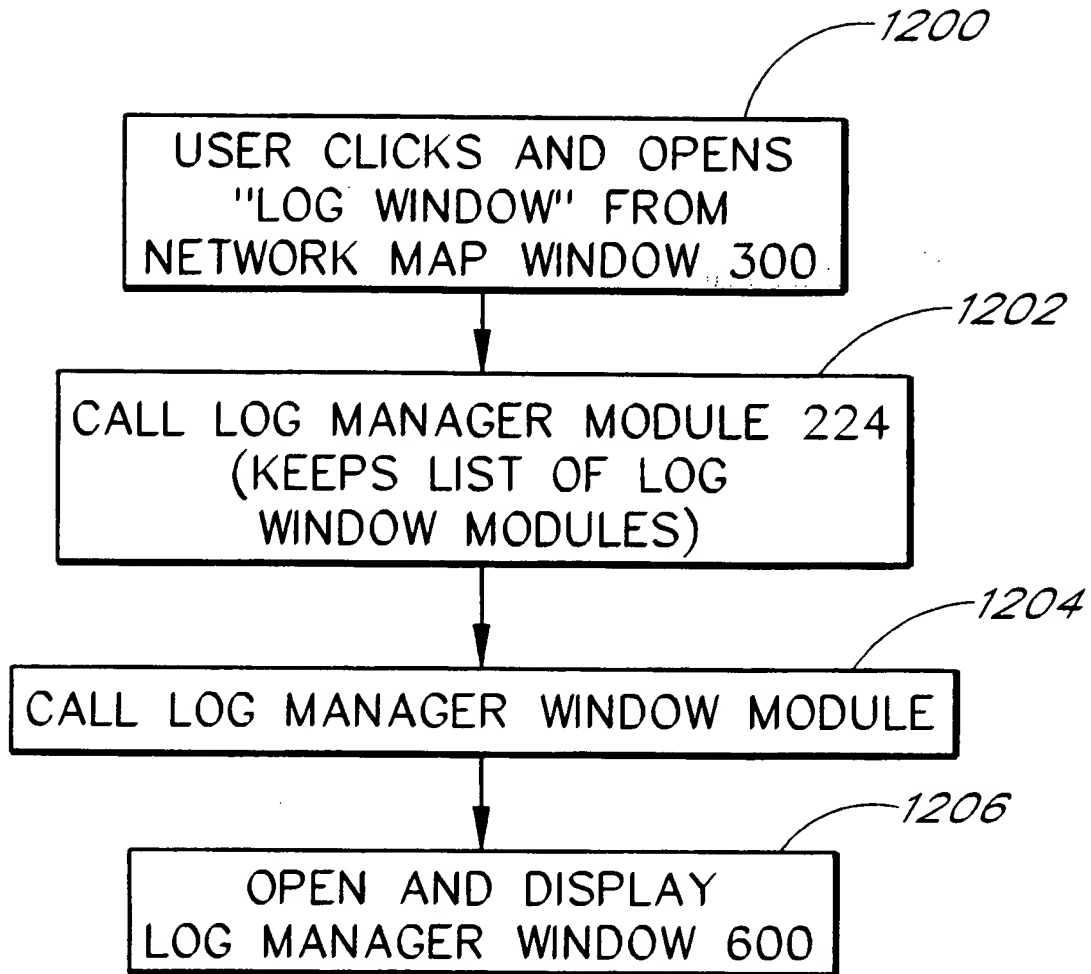 1200
USER CLICKS AND OPENS
"LOG WINDOW" FROM
NETWORK MAP WINDOW 300
1202
CALL LOG MANAGER MODULE 224
(KEEPS LIST OF LOG
WINDOW MODULES)
1204
CALL LOG MANAGER WINDOW MODULE
1206
OPEN AND DISPLAY
LOG MANAGER WINDOW 600